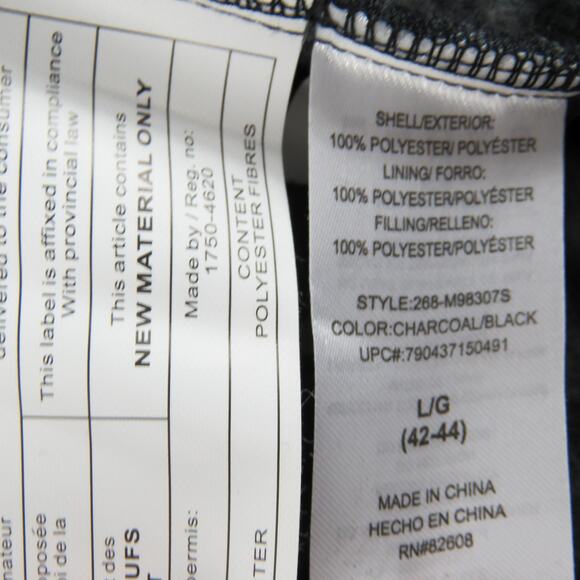 delivered to the consumer
This label is affixed in compliance
With provincial law
This article contains
NEW MATERIAL ONLY
Made by / Reg. no:
1750-4620
CONTENT
POLYESTER FIBRES
nateur
pposée
oi de la
t des
UFS
permis:
TER
SHELL/EXTERIOR:
100% POLYESTER/ POLYÉSTER
LINING/ FORRO:
100% POLYESTER/POLYÉSTER
FILLING/RELLENO:
100% POLYESTER/POLYÉSTER
STYLE:268-M98307S
COLOR:CHARCOAL/BLACK
UPC#:790437150491
L/G
(42-44)
MADE IN CHINA
HECHO EN CHINA
RN#82608